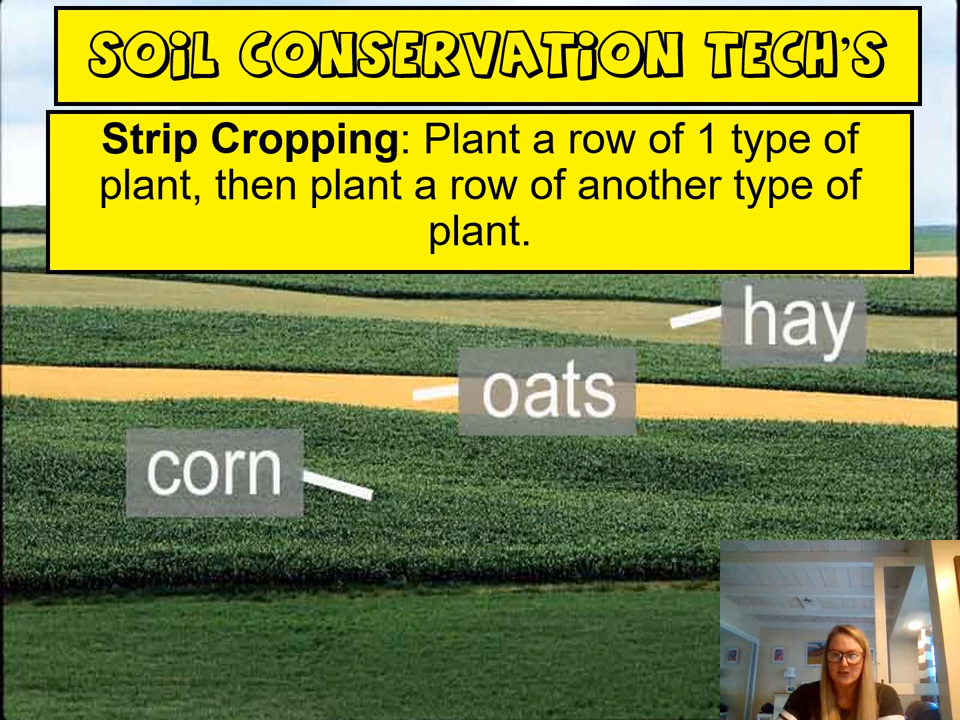 SOiL CONSERVATiON TECH'S
Strip Cropping: Plant a row of 1 type of
plant, then plant a row of another type of
plant.
hay
oats
corn